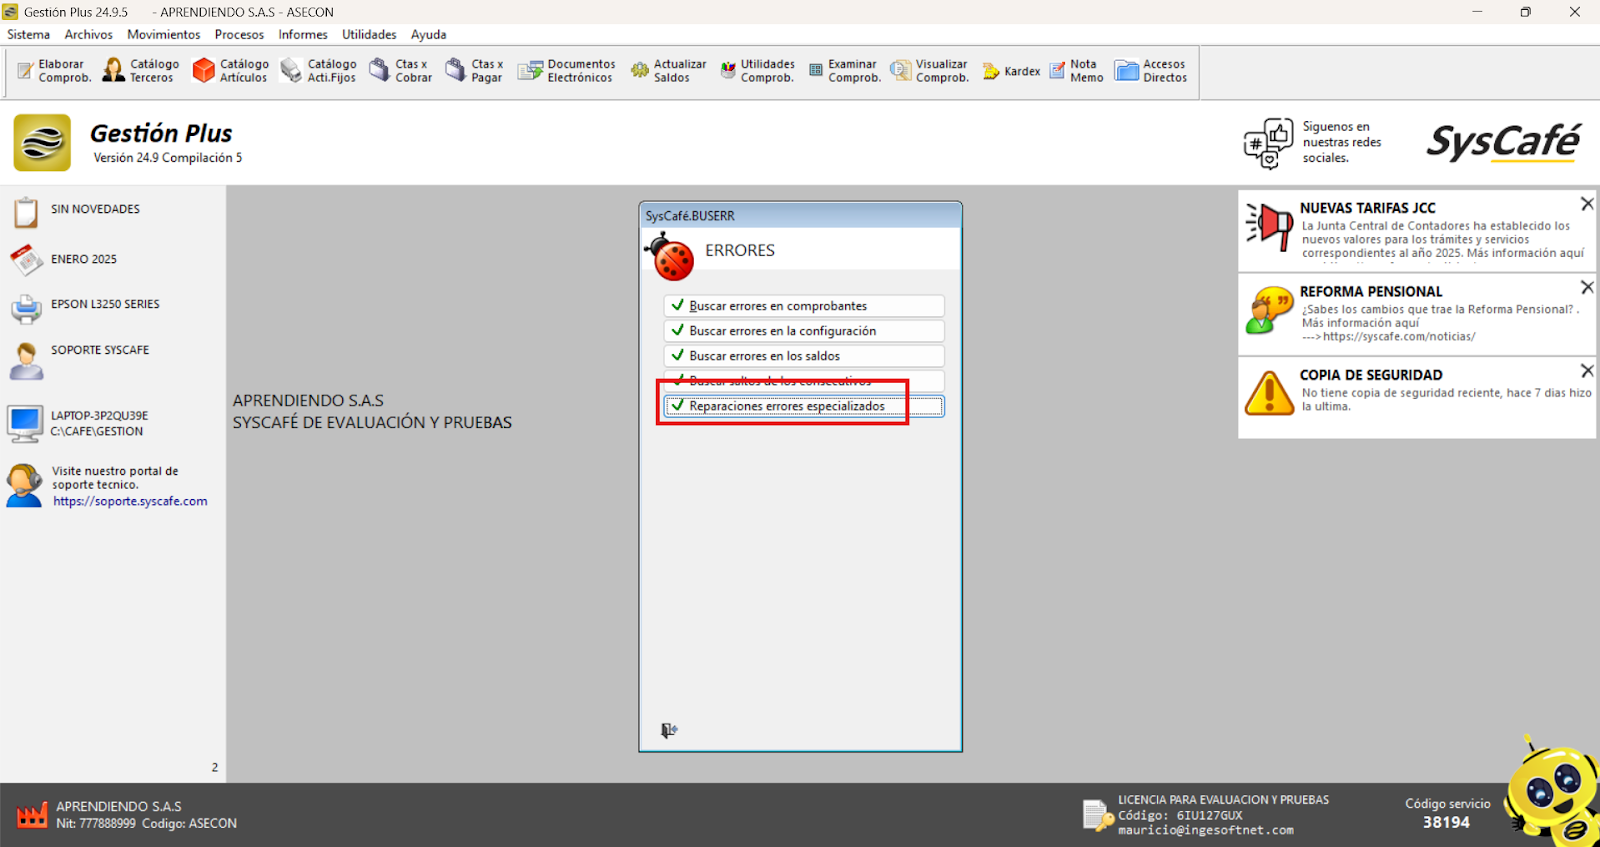 Gestión Plus 24.9.5 - APRENDIENDO S.A.S - ASECON
Sistema Archivos Movimientos Procesos Informes Utilidades Ayuda
Elaborar
Comprob.
Catálogo
Terceros
Catálogo
Artículos
Catálogo
Acti.Fijos
Ctas x
Cobrar
Ctas x
Pagar
Documentos
Electrónicos
Actualizar
Saldos
Utilidades
Comprob.
Examinar
Comprob.
Visualizar
Comprob.
Kardex
Nota
Memo
Accesos
Directos
Gestión Plus
Versión 24.9 Compilación 5
#
Siguenos en
nuestras redes
sociales.
SysCafé
SIN NOVEDADES
ENERO 2025
EPSON L3250 SERIES
SOPORTE SYSCAFE
LAPTOP-3P2QU39E
C:\CAFE\GESTION
Visite nuestro portal de
soporte tecnico.
https://soporte.syscafe.com
2
APRENDIENDO S.A.S
SYSCAFÉ DE EVALUACIÓN Y PRUEBAS
SysCafé.BUSERR
ERRORES
Buscar errores en comprobantes
Buscar errores en la configuración
Buscar errores en los saldos
Buscar saltos de los consecutivos
Reparaciones errores especializados
NUEVAS TARIFAS JCC
La Junta Central de Contadores ha establecido los
nuevos valores para los trámites y servicios
correspondientes al año 2025. Más información aquí
REFORMA PENSIONAL
¿Sabes los cambios que trae la Reforma Pensional? .
Más información aquí
--->https://syscafe.com/noticias/
COPIA DE SEGURIDAD
No tiene copia de seguridad reciente, hace 7 dias hizo
la ultima.
APRENDIENDO S.A.S
Nit: 777888999 Codigo: ASECON
LICENCIA PARA EVALUACION Y PRUEBAS
Código: 6IU127GUX
mauricio@ingesoftnet.com
Código servicio
38194